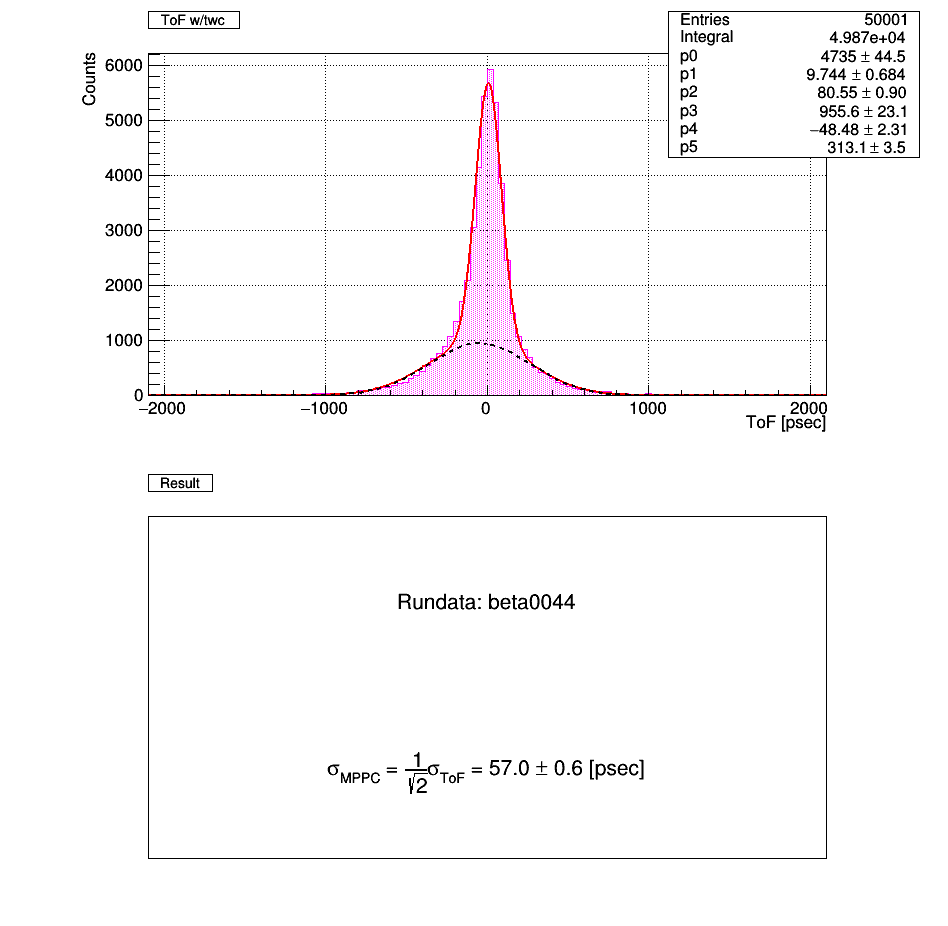 ToF w/twc
Entries 50001
Integral 4.987e+04
p0 4735 ± 44.5
p1 9.744 ± 0.684
p2 80.55 ± 0.90
p3 955.6 ± 23.1
p4 −48.48 ± 2.31
p5 313.1 ± 3.5
Counts
6000
5000
4000
3000
2000
1000
0
−2000 −1000 0 1000 2000
ToF [psec]
Result
Rundata: beta0044
σ_MPPC = 1/√2 σ_ToF = 57.0 ± 0.6 [psec]